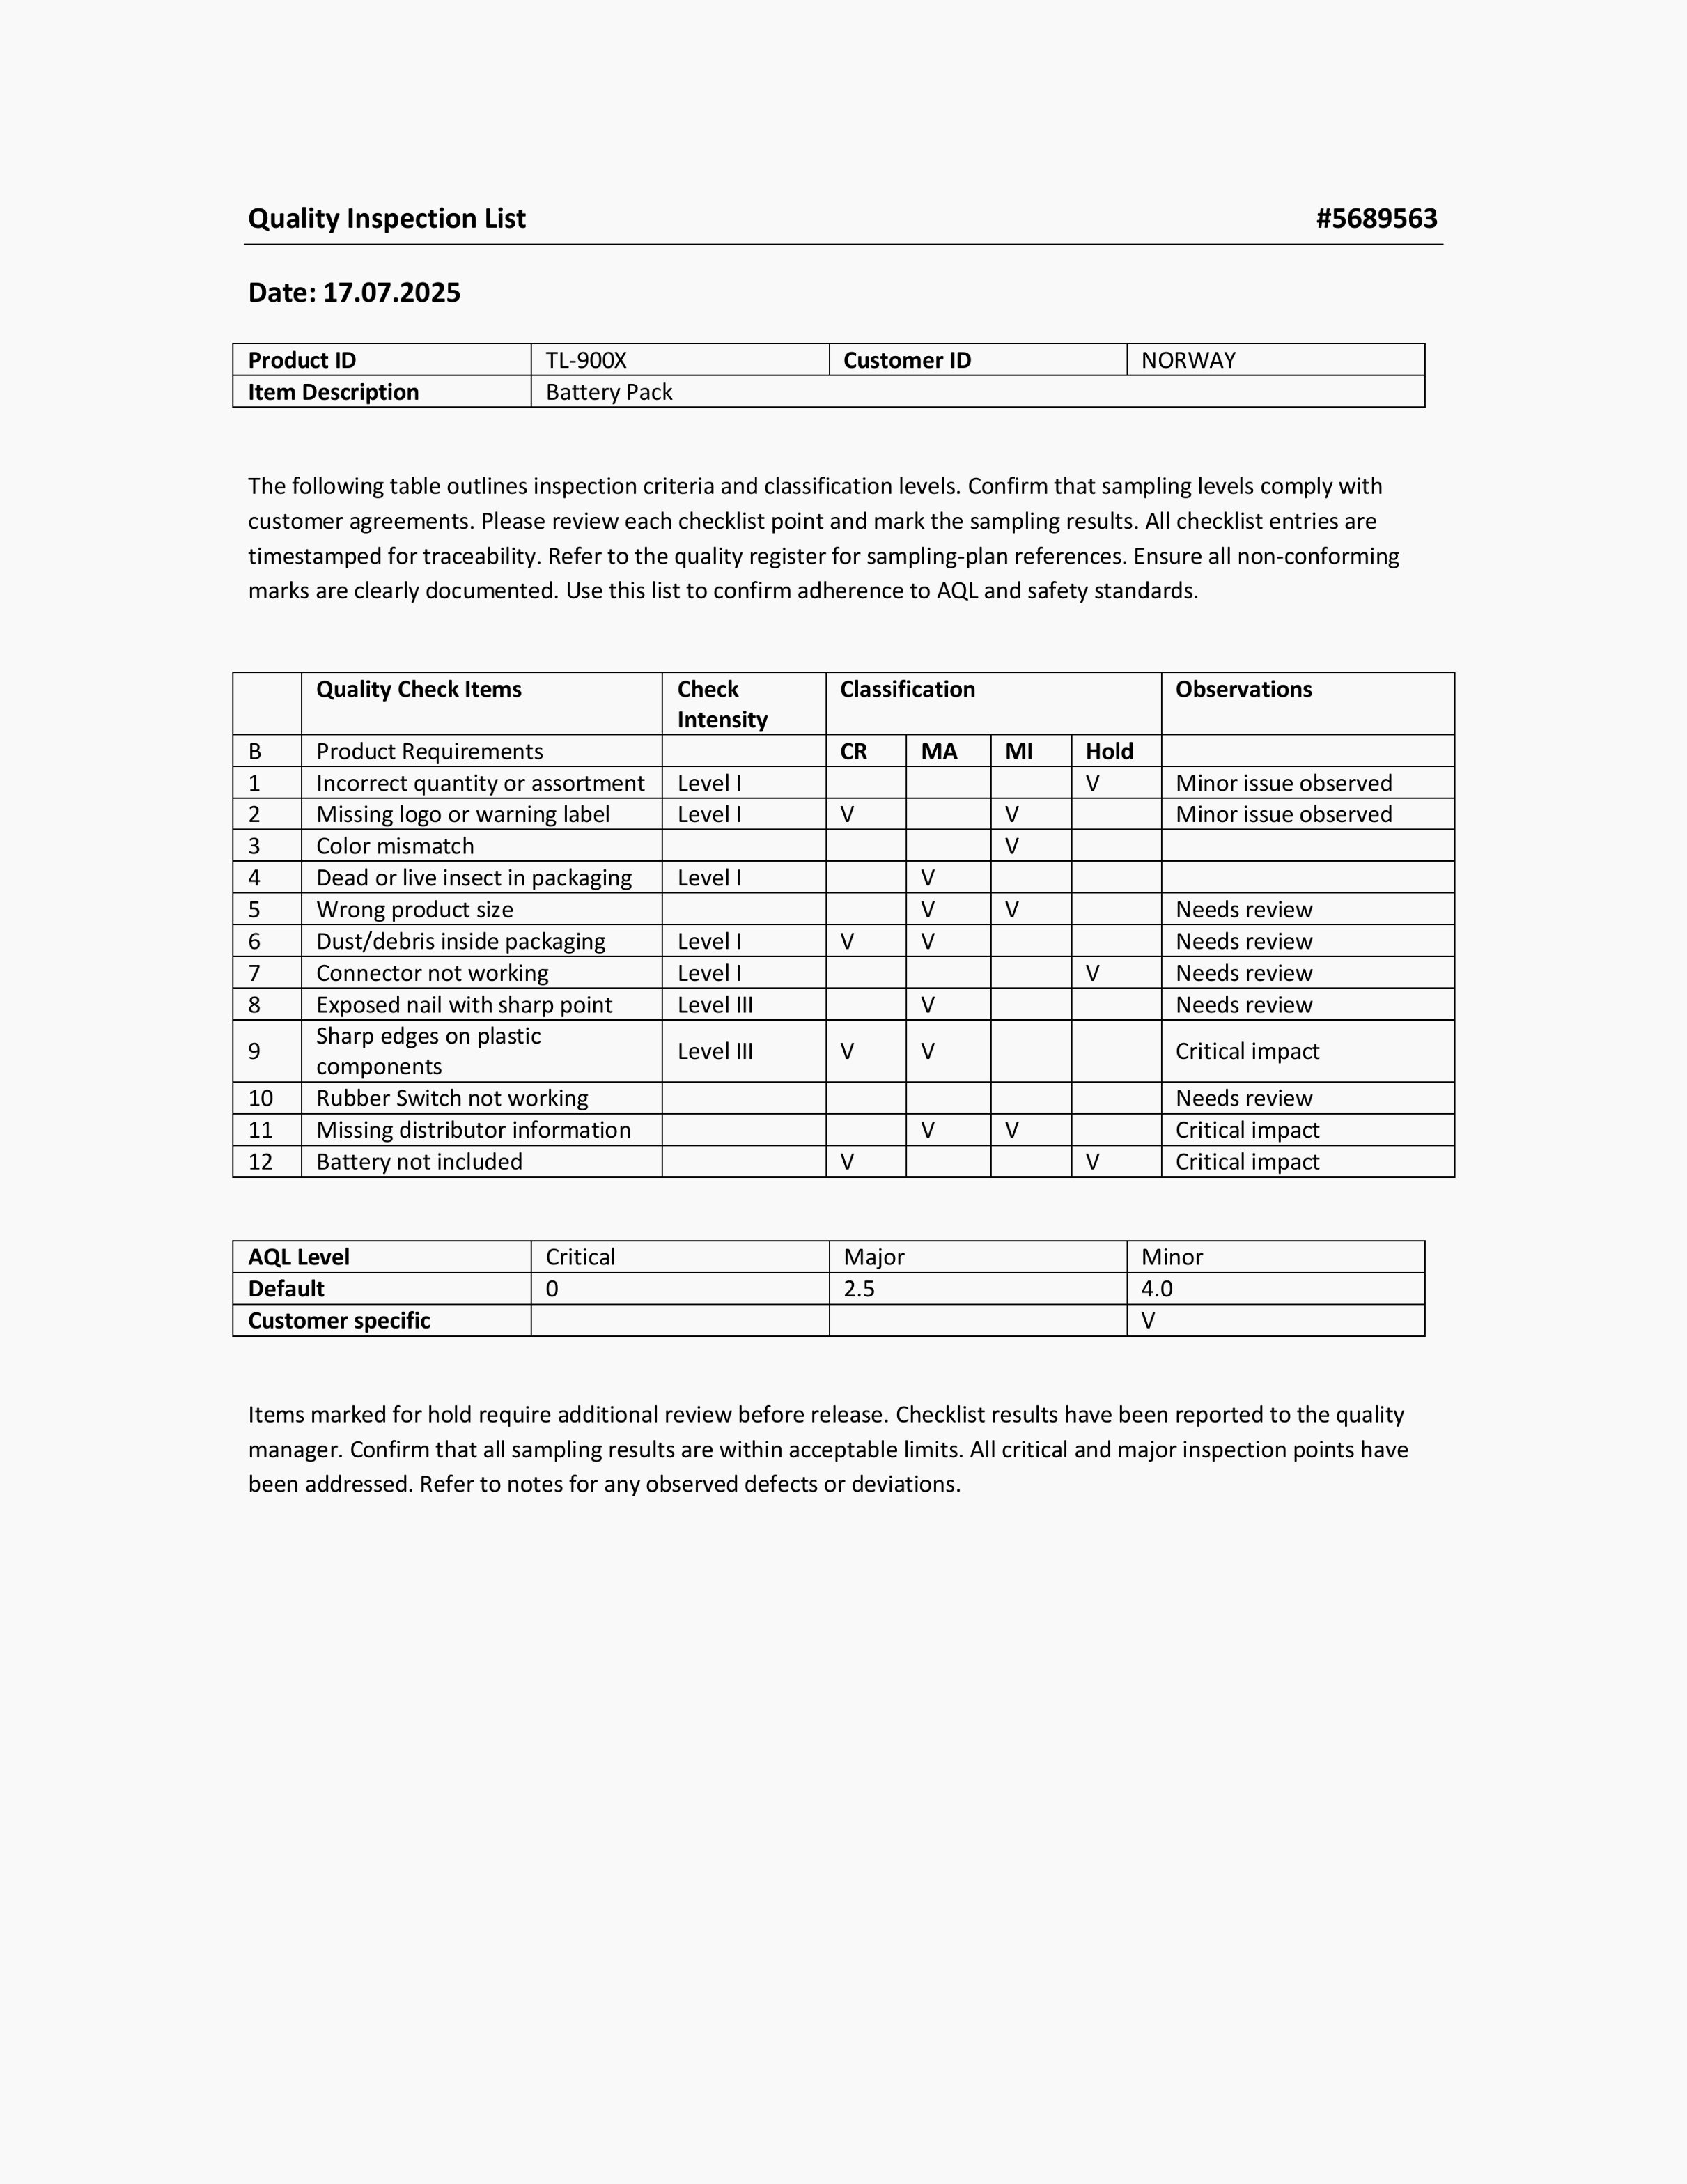 Quality Inspection List #5689563
Date: 17.07.2025
Product ID TL-900X Customer ID NORWAY
Item Description Battery Pack
The following table outlines inspection criteria and classification levels. Confirm that sampling levels comply with
customer agreements. Please review each checklist point and mark the sampling results. All checklist entries are
timestamped for traceability. Refer to the quality register for sampling-plan references. Ensure all non-conforming
marks are clearly documented. Use this list to confirm adherence to AQL and safety standards.
Quality Check Items Check Intensity Classification Observations
B Product Requirements CR MA MI Hold
1 Incorrect quantity or assortment Level I V Minor issue observed
2 Missing logo or warning label Level I V V Minor issue observed
3 Color mismatch V
4 Dead or live insect in packaging Level I V
5 Wrong product size V V Needs review
6 Dust/debris inside packaging Level I V V Needs review
7 Connector not working Level I V Needs review
8 Exposed nail with sharp point Level III V Needs review
9 Sharp edges on plastic components Level III V V Critical impact
10 Rubber Switch not working Needs review
11 Missing distributor information V V Critical impact
12 Battery not included V V Critical impact
AQL Level Critical Major Minor
Default 0 2.5 4.0
Customer specific V
Items marked for hold require additional review before release. Checklist results have been reported to the quality
manager. Confirm that all sampling results are within acceptable limits. All critical and major inspection points have
been addressed. Refer to notes for any observed defects or deviations.